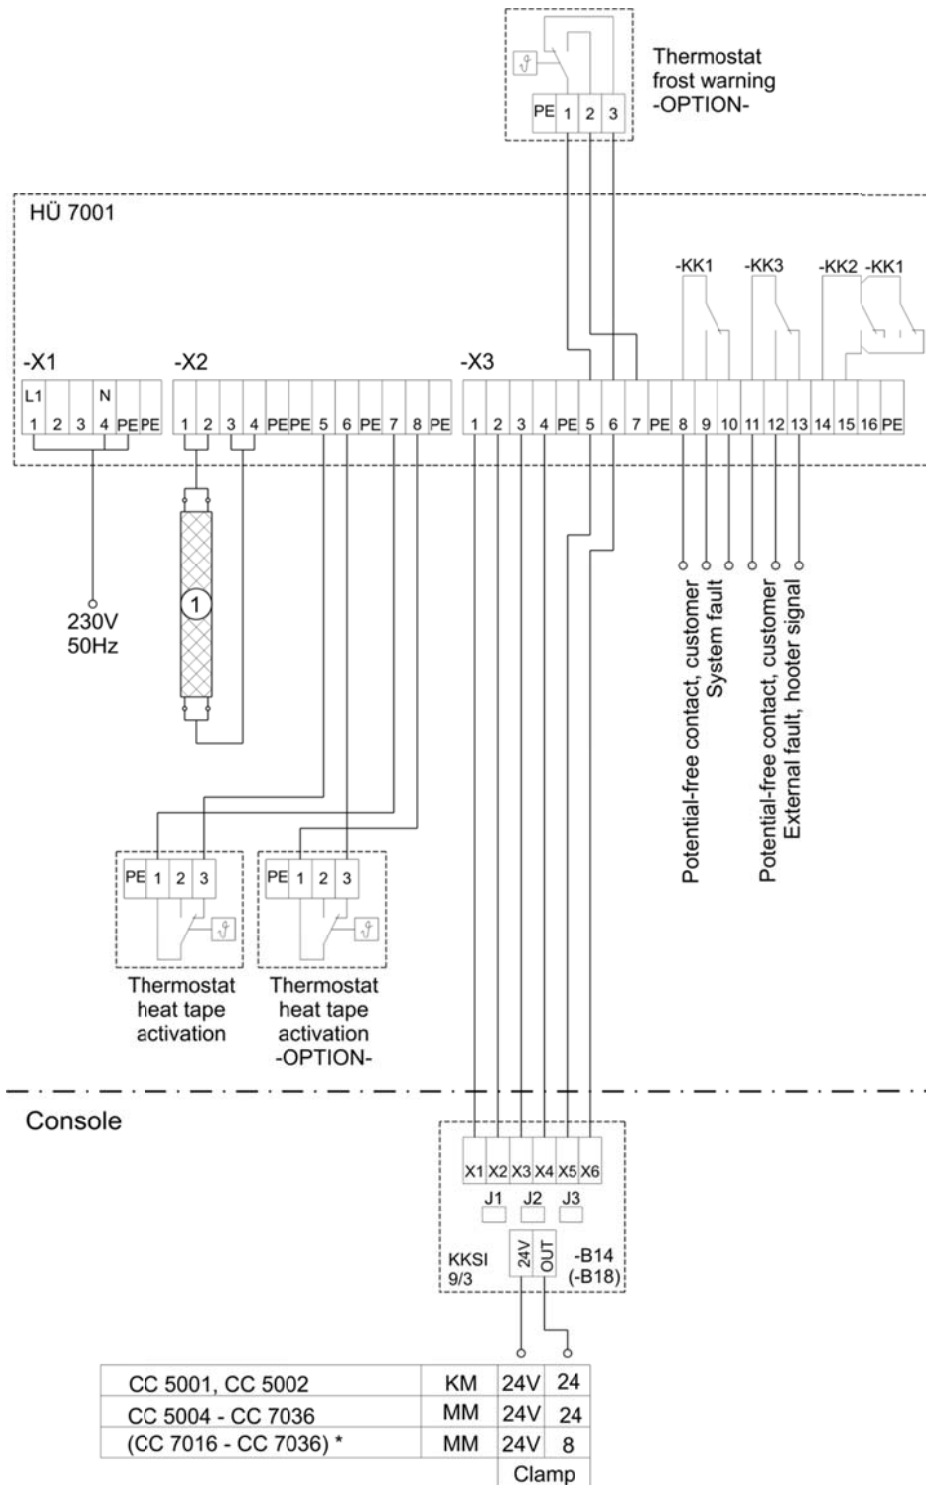 Thermostat
frost warning
-OPTION-
ϑ
PE 1 2 3
HÜ 7001
-KK1 -KK3 -KK2 -KK1
-X1 -X2 -X3
L1 N
1 2 3 4 PE PE
1 2 3 4 PE PE 5 6 PE 7 8 PE
1 2 3 4 PE 5 6 7 PE 8 9 10 11 12 13 14 15 16 PE
230V
50Hz
1
Potential-free contact, customer
System fault
Potential-free contact, customer
External fault, hooter signal
PE 1 2 3
ϑ
Thermostat
heat tape
activation
PE 1 2 3
ϑ
Thermostat
heat tape
activation
-OPTION-
Console
X1 X2 X3 X4 X5 X6
J1 J2 J3
KKSI
9/3
24V OUT
-B14
(-B18)
CC 5001, CC 5002 KM 24V 24
CC 5004 - CC 7036 MM 24V 24
(CC 7016 - CC 7036) * MM 24V 8
Clamp